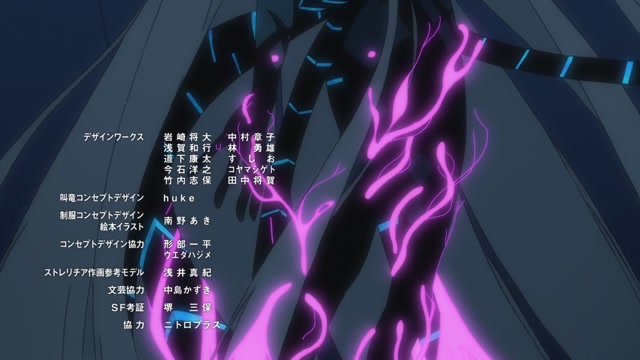 デザインワークス 岩崎将大 中村章子
浅賀和行 林 勇雄
道下康太 すしお
今石洋之 コヤマシゲト
竹内志保 田中将賀
叫竜コンセプトデザイン huke
制服コンセプトデザイン
絵本イラスト 南野あき
コンセプトデザイン協力 形部一平
ウエダハジメ
ストレリチア作画参考モデル 浅井真紀
文芸協力 中島かずき
SF考証 堺 三保
協力 ニトロプラス